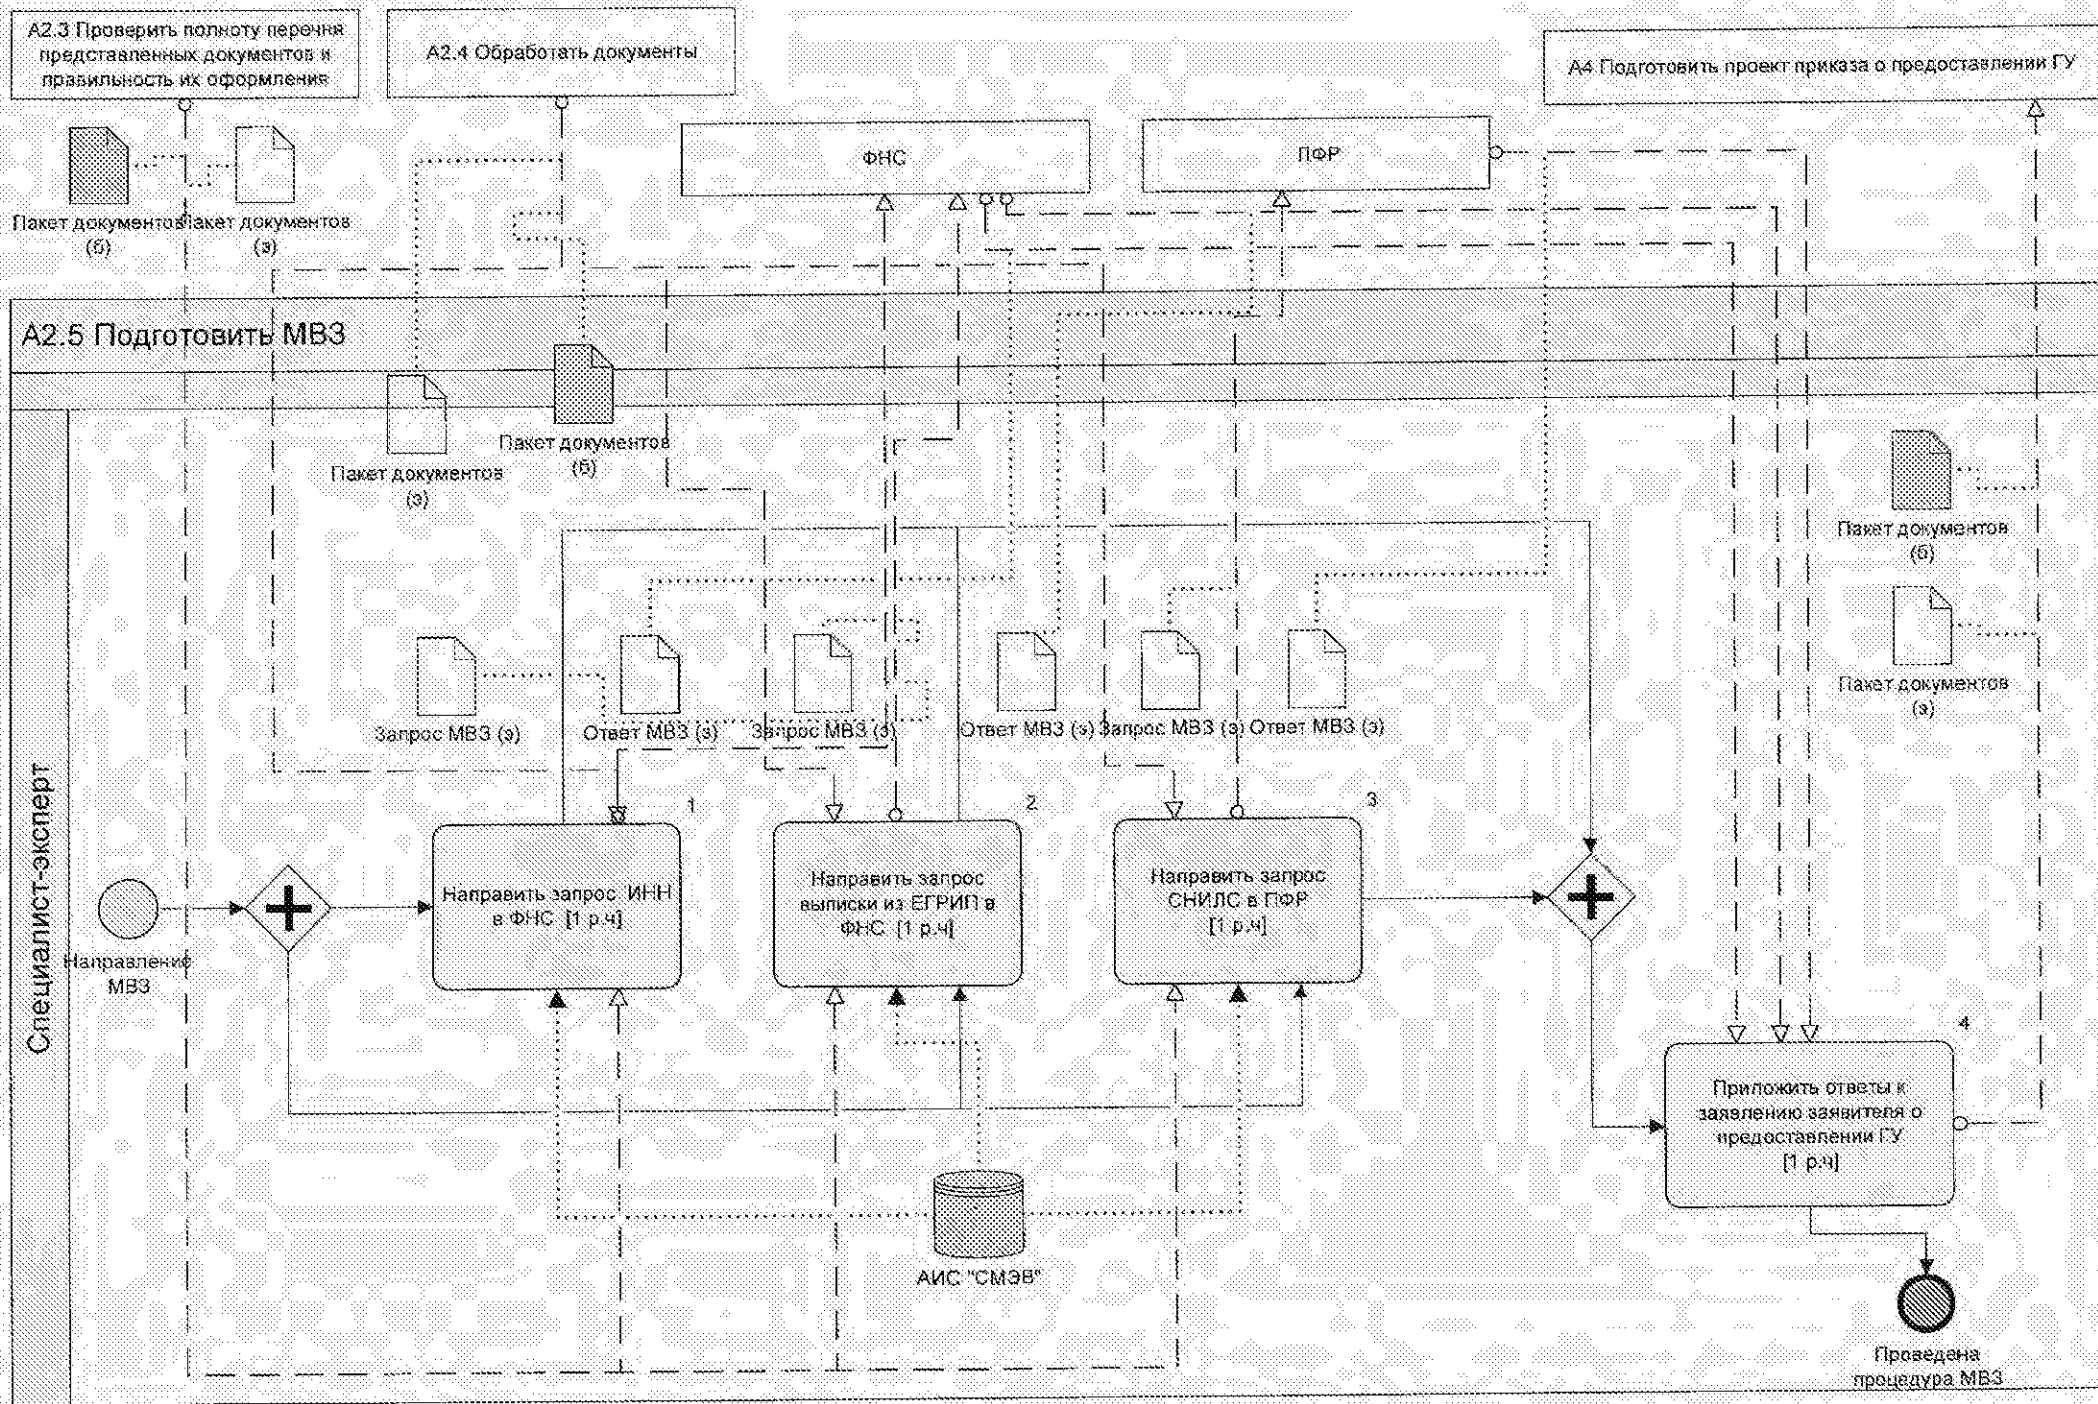 А2.3 Проверить полноту перечня
представленных документов и
правильность их оформления
А2.4 Обработать документы
А4 Подготовить проект приказа о предоставлении ГУ
ФНС
ПФР
Пакет документов
(б)
Пакет документов
(э)
А2.5 Подготовить МВЗ
Специалист-эксперт
Пакет документов
(э)
Пакет документов
(б)
Пакет документов
(б)
Пакет документов
(э)
Запрос МВЗ (э)
Ответ МВЗ (э)
Запрос МВЗ (э)
Ответ МВЗ (э)
Запрос МВЗ (э)
Ответ МВЗ (э)
1
2
3
Направление
МВЗ
Направить запрос ИНН
в ФНС [1 р.ч]
Направить запрос
выписки из ЕГРИП в
ФНС [1 р.ч]
Направить запрос
СНИЛС в ПФР
[1 р.ч]
4
Приложить ответы к
заявлению заявителя о
предоставлении ГУ
[1 р.ч]
АИС "СМЭВ"
Проведена
процедура МВЗ